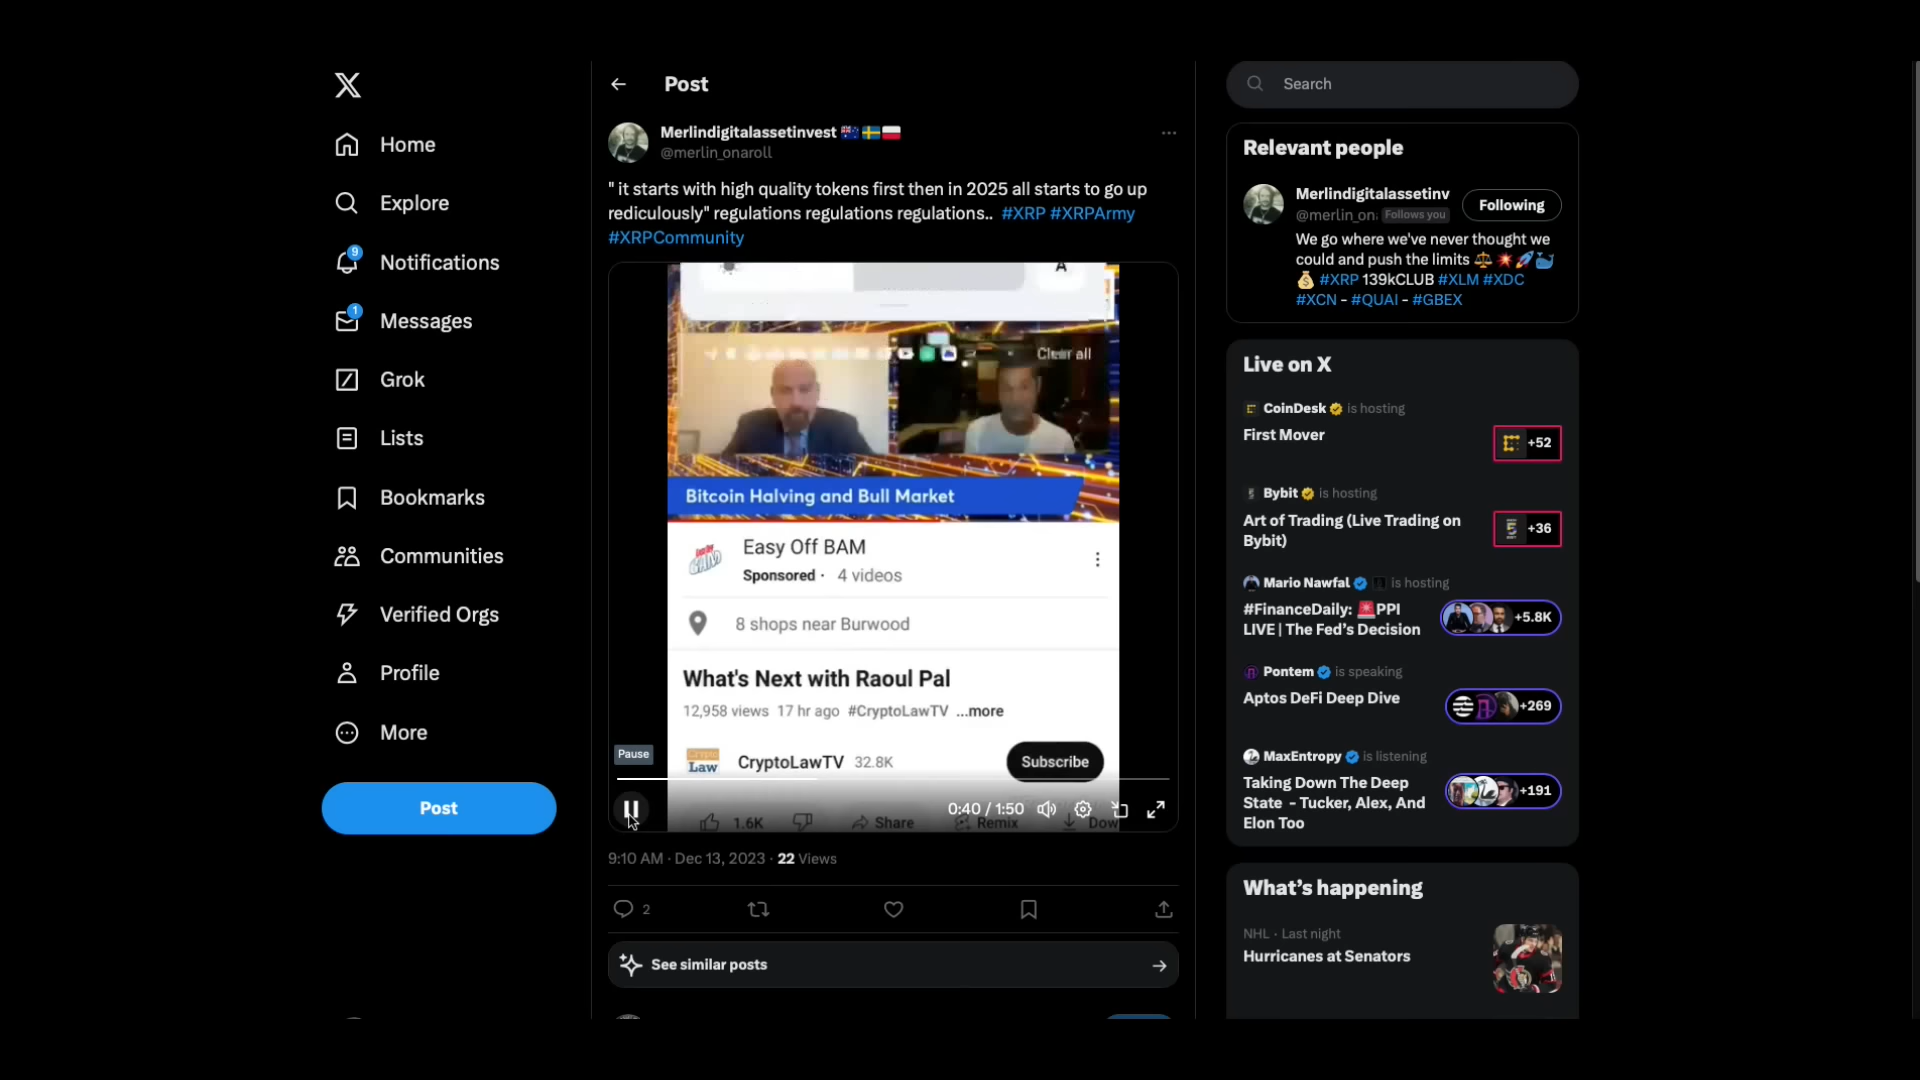 Home
Explore
9
Notifications
1
Messages
Grok
Lists
Bookmarks
Communities
Verified Orgs
Profile
More
Post
Post
Merlindigitalassetinvest
@merlin_onaroll
" it starts with high quality tokens first then in 2025 all starts to go up
rediculously" regulations regulations regulations.. #XRP #XRPArmy
#XRPCommunity
A
Clear all
Bitcoin Halving and Bull Market
Easy Off BAM
Sponsored · 4 videos
8 shops near Burwood
What's Next with Raoul Pal
12,958 views 17 hr ago #CryptoLawTV ...more
Pause
Crypto
Law
CryptoLawTV 32.8K
Subscribe
0:40 / 1:50
1.6K
Share
Remix
Dow
9:10 AM · Dec 13, 2023 · 22 Views
2
See similar posts
Search
Relevant people
Merlindigitalassetinv
@merlin_on
Follows you
Following
We go where we've never thought we
could and push the limits
#XRP 139kCLUB #XLM #XDC
#XCN - #QUAI - #GBEX
Live on X
CoinDesk is hosting
First Mover
+52
Bybit is hosting
Art of Trading (Live Trading on
Bybit)
+36
Mario Nawfal is hosting
#FinanceDaily: PPI
LIVE | The Fed's Decision
+5.8K
Pontem is speaking
Aptos DeFi Deep Dive
+269
MaxEntropy is listening
Taking Down The Deep
State - Tucker, Alex, And
Elon Too
+191
What's happening
NHL · Last night
Hurricanes at Senators